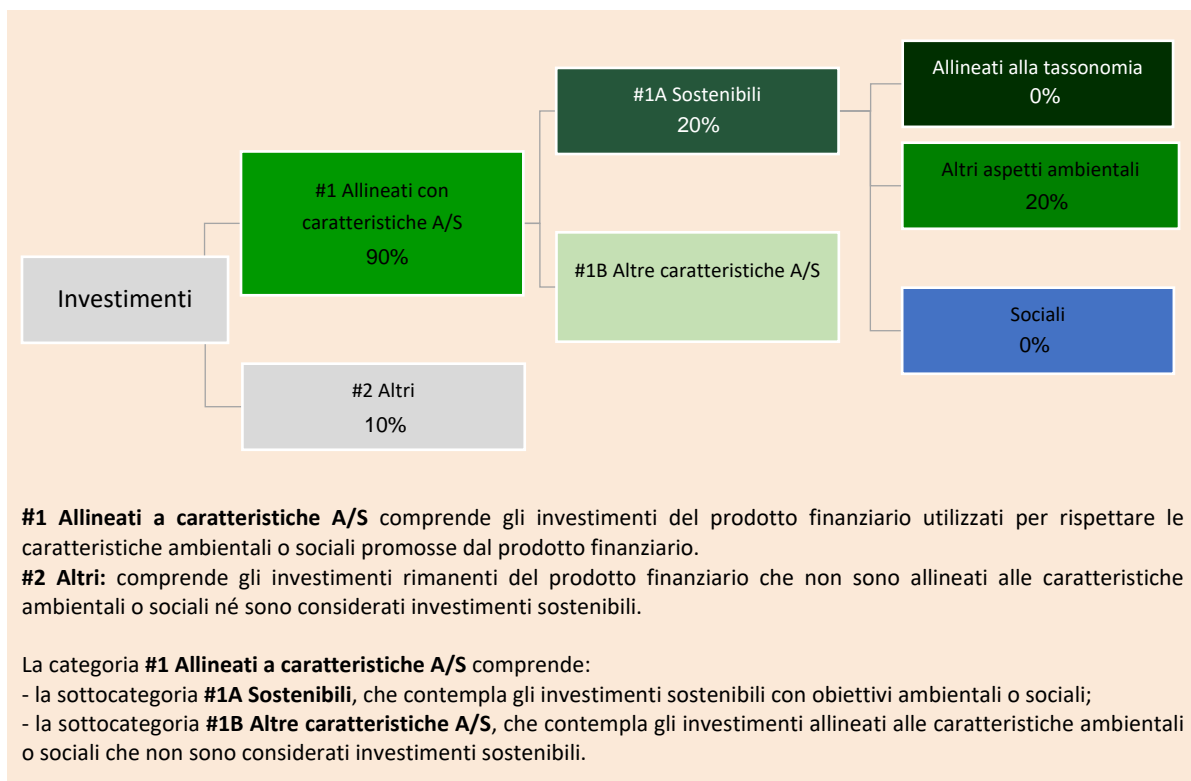 Investimenti
#1 Allineati con
caratteristiche A/S
90%
#2 Altri
10%
#1A Sostenibili
20%
#1B Altre caratteristiche A/S
Allineati alla tassonomia
0%
Altri aspetti ambientali
20%
Sociali
0%
#1 Allineati a caratteristiche A/S comprende gli investimenti del prodotto finanziario utilizzati per rispettare le
caratteristiche ambientali o sociali promosse dal prodotto finanziario.
#2 Altri: comprende gli investimenti rimanenti del prodotto finanziario che non sono allineati alle caratteristiche
ambientali o sociali né sono considerati investimenti sostenibili.
La categoria #1 Allineati a caratteristiche A/S comprende:
- la sottocategoria #1A Sostenibili, che contempla gli investimenti sostenibili con obiettivi ambientali o sociali;
- la sottocategoria #1B Altre caratteristiche A/S, che contempla gli investimenti allineati alle caratteristiche ambientali
o sociali che non sono considerati investimenti sostenibili.